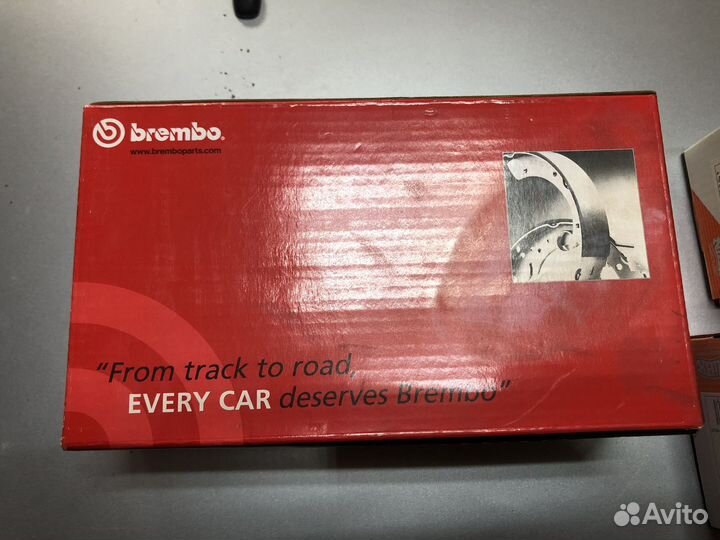 brembo.
www.bremboparts.com
"From track to road,
EVERY CAR deserves Brembo"
Avito